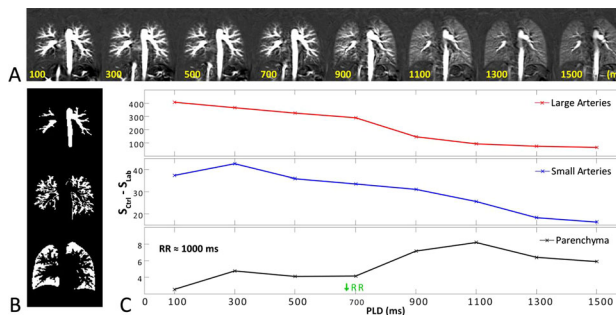 A 100 300 500 700 900 1100 1300 1500 – (m
B
C
S_Ctrl - S_Lab
400
300
200
100
Large Arteries
40
30
20
Small Arteries
8
6
4
RR ≈ 1000 ms
Parenchyma
RR
0 100 300 500 700 900 1100 1300 1500
PLD (ms)